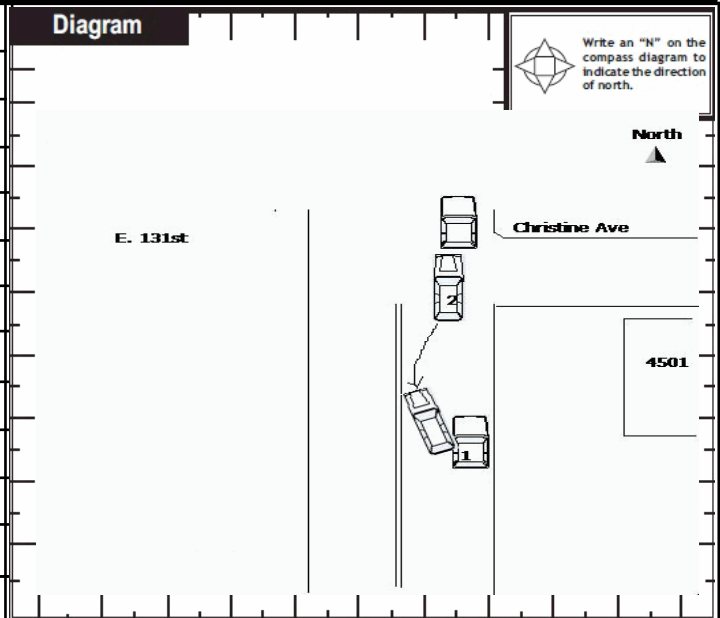 Diagram
Write an “N” on the
compass diagram to
indicate the direction
of north.
North
Christine Ave
E. 131st
2
4501
1